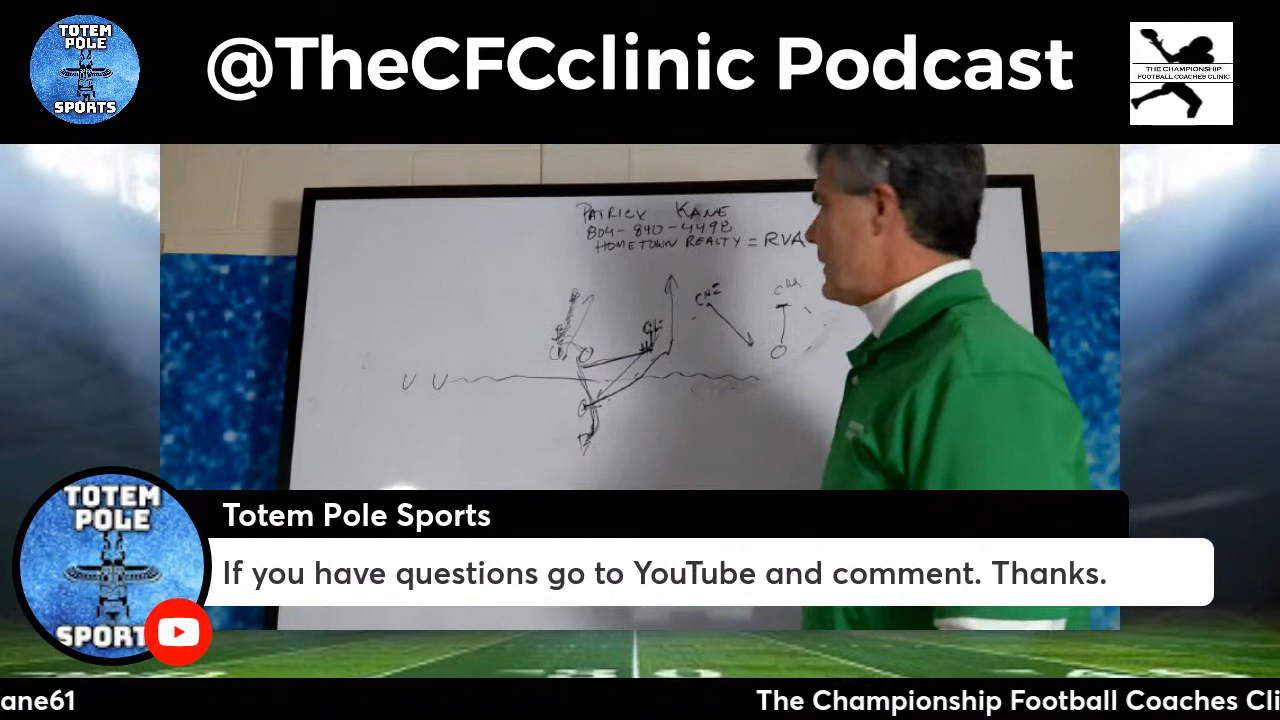 TOTEM
POLE
SPORTS
@TheCFCclinic Podcast
THE CHAMPIONSHIP
FOOTBALL COACHES CLINIC
PATRICK KANE
804-840-4498
HOMETOWN REALTY = RVA
TOTEM
POLE
SPORT
Totem Pole Sports
If you have questions go to YouTube and comment. Thanks.
ane61
The Championship Football Coaches Cli